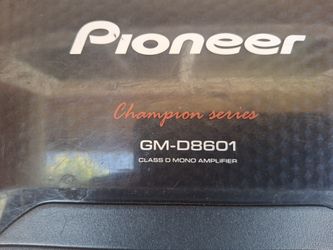 Pioneer
Champion series
GM-D8601
CLASS D MONO AMPLIFIER